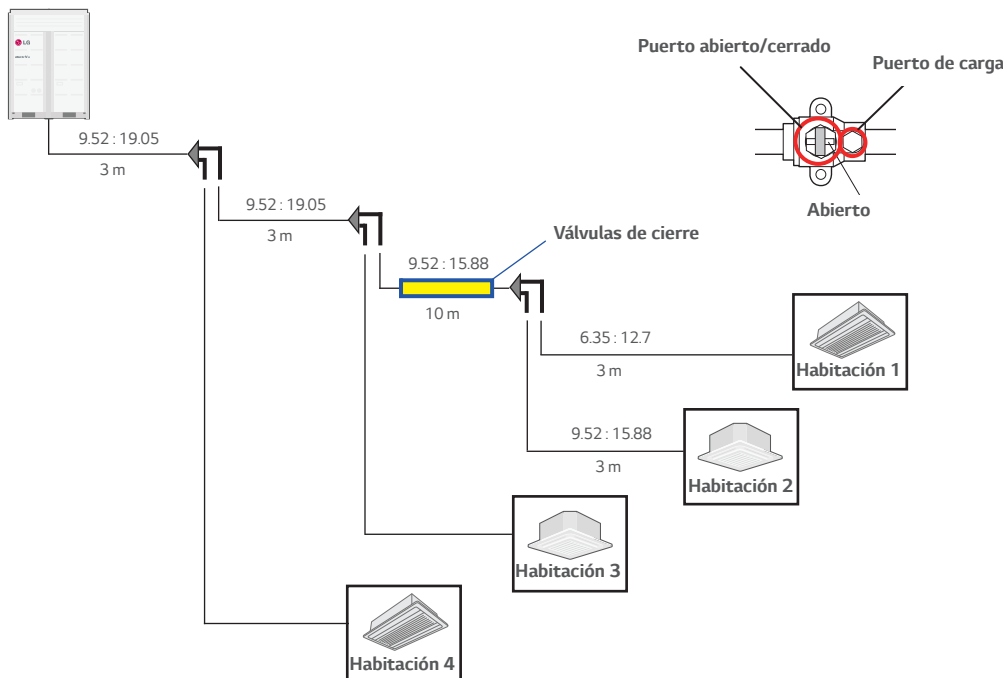 LG
Puerto abierto/cerrado
Puerto de carga
Abierto
9.52 : 19.05
3 m
9.52 : 19.05
3 m
Válvulas de cierre
9.52 : 15.88
10 m
6.35 : 12.7
3 m
Habitación 1
9.52 : 15.88
3 m
Habitación 2
Habitación 3
Habitación 4